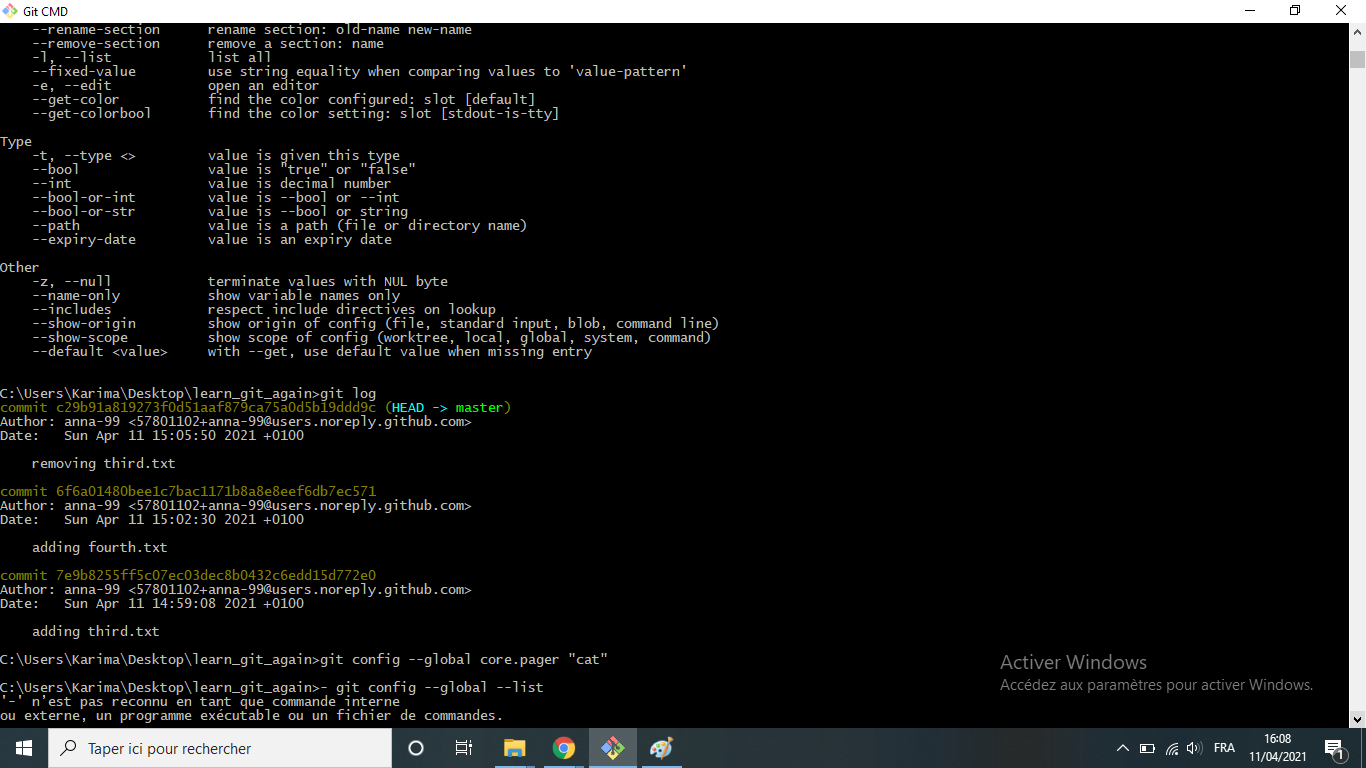 Git CMD
--rename-section rename section: old-name new-name
--remove-section remove a section: name
-l, --list list all
--fixed-value use string equality when comparing values to 'value-pattern'
-e, --edit open an editor
--get-color find the color configured: slot [default]
--get-colorbool find the color setting: slot [stdout-is-tty]
Type
-t, --type <> value is given this type
--bool value is "true" or "false"
--int value is decimal number
--bool-or-int value is --bool or --int
--bool-or-str value is --bool or string
--path value is a path (file or directory name)
--expiry-date value is an expiry date
Other
-z, --null terminate values with NUL byte
--name-only show variable names only
--includes respect include directives on lookup
--show-origin show origin of config (file, standard input, blob, command line)
--show-scope show scope of config (worktree, local, global, system, command)
--default <value> with --get, use default value when missing entry
C:\Users\Karima\Desktop\learn_git_again>git log
commit c29b91a819273f0d51aaf879ca75a0d5b19ddd9c (HEAD -> master)
Author: anna-99 <57801102+anna-99@users.noreply.github.com>
Date: Sun Apr 11 15:05:50 2021 +0100
removing third.txt
commit 6f6a01480bee1c7bac1171b8a8e8eef6db7ec571
Author: anna-99 <57801102+anna-99@users.noreply.github.com>
Date: Sun Apr 11 15:02:30 2021 +0100
adding fourth.txt
commit 7e9b8255ff5c07ec03dec8b0432c6edd15d772e0
Author: anna-99 <57801102+anna-99@users.noreply.github.com>
Date: Sun Apr 11 14:59:08 2021 +0100
adding third.txt
C:\Users\Karima\Desktop\learn_git_again>git config --global core.pager "cat"
C:\Users\Karima\Desktop\learn_git_again>- git config --global --list
'-' n'est pas reconnu en tant que commande interne
ou externe, un programme exécutable ou un fichier de commandes.
Activer Windows
Accédez aux paramètres pour activer Windows.
Taper ici pour rechercher
FRA
16:08
11/04/2021
1